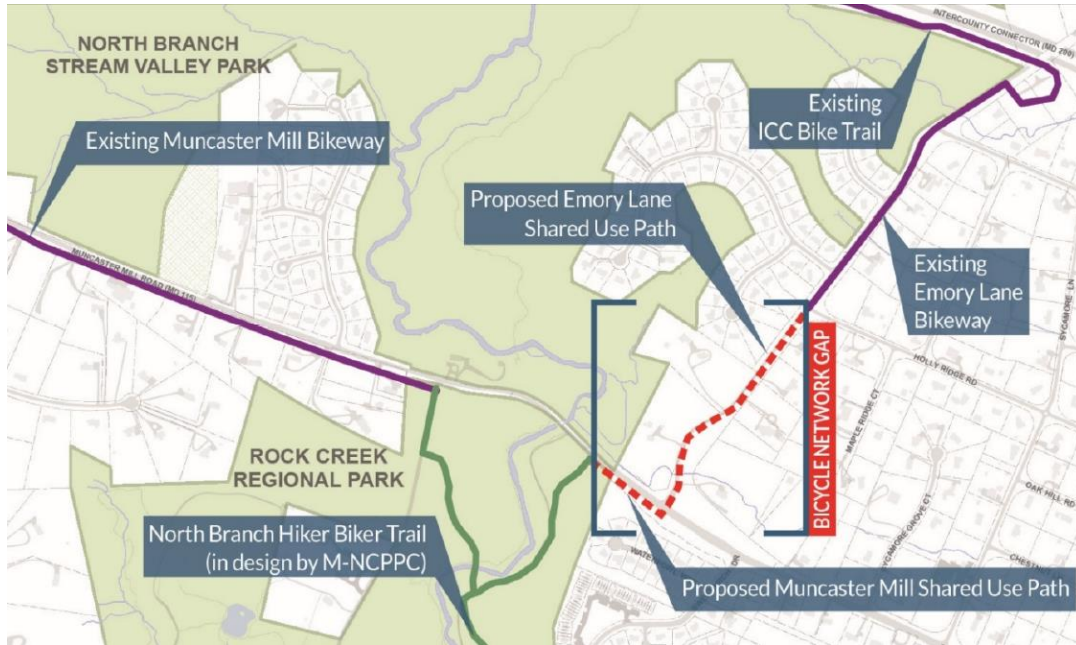 NORTH BRANCH
STREAM VALLEY PARK
INTERCOUNTY CONNECTOR (MD 200)
Existing
ICC Bike Trail
Existing Muncaster Mill Bikeway
Proposed Emory Lane
Shared Use Path
MUNCASTER MILL ROAD (MD 115)
Existing
Emory Lane
Bikeway
SYCAMORE LN
BICYCLE NETWORK GAP
HOLLY RIDGE RD
MAPLE RIDGE CT
ROCK CREEK
REGIONAL PARK
OAK HILL RD
SYCAMORE GROVE CT
North Branch Hiker Biker Trail
(in design by M-NCPPC)
DR
Proposed Muncaster Mill Shared Use Path